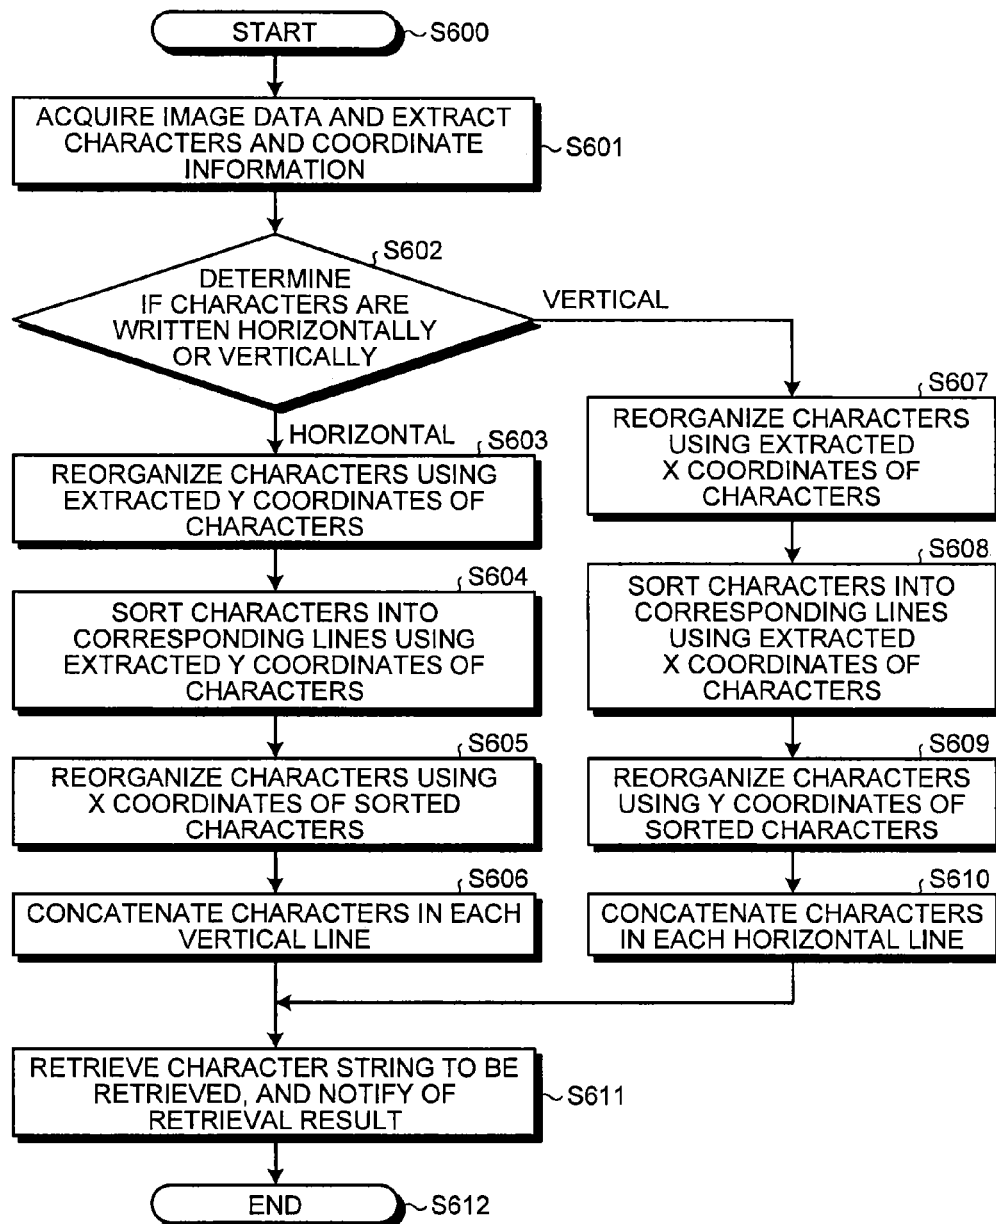 START
S600
ACQUIRE IMAGE DATA AND EXTRACT
CHARACTERS AND COORDINATE
INFORMATION
S601
S602
DETERMINE
IF CHARACTERS ARE
WRITTEN HORIZONTALLY
OR VERTICALLY
VERTICAL
HORIZONTAL
S603
REORGANIZE CHARACTERS USING
EXTRACTED Y COORDINATES OF
CHARACTERS
S604
SORT CHARACTERS INTO
CORRESPONDING LINES USING
EXTRACTED Y COORDINATES OF
CHARACTERS
S605
REORGANIZE CHARACTERS USING
X COORDINATES OF SORTED
CHARACTERS
S606
CONCATENATE CHARACTERS IN EACH
VERTICAL LINE
S607
REORGANIZE CHARACTERS
USING EXTRACTED
X COORDINATES OF
CHARACTERS
S608
SORT CHARACTERS INTO
CORRESPONDING LINES
USING EXTRACTED
X COORDINATES OF
CHARACTERS
S609
REORGANIZE CHARACTERS
USING Y COORDINATES OF
SORTED CHARACTERS
S610
CONCATENATE CHARACTERS
IN EACH HORIZONTAL LINE
RETRIEVE CHARACTER STRING TO BE
RETRIEVED, AND NOTIFY OF
RETRIEVAL RESULT
S611
END
S612